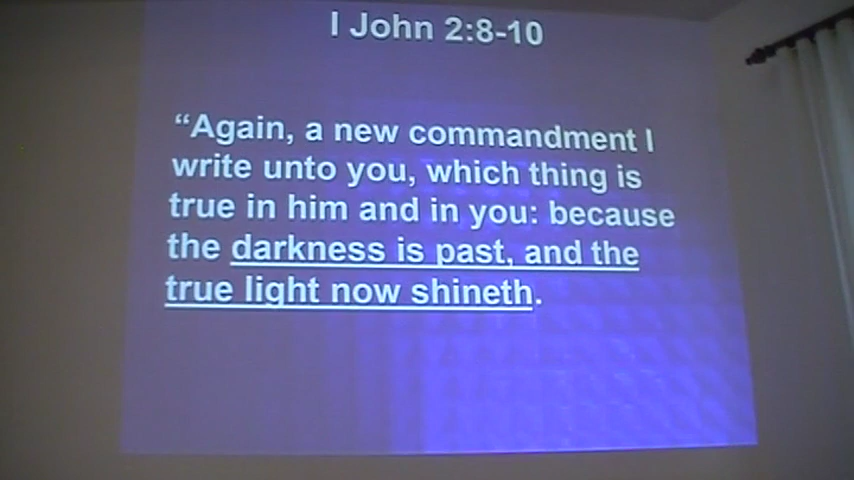 I John 2:8-10
“Again, a new commandment I
write unto you, which thing is
true in him and in you: because
the darkness is past, and the
true light now shineth.